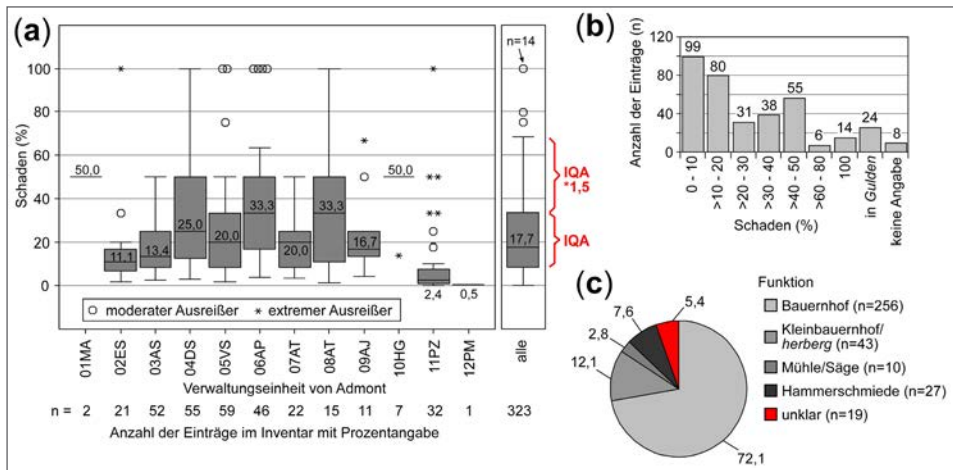 (a)
n=14
Schaden (%)
100
80
60
40
20
0
50,0
11,1
13,4
25,0
20,0
33,3
20,0
33,3
16,7
50,0
2,4
0,5
17,7
IQA
*1,5
IQA
moderater Ausreißer
* extremer Ausreißer
01MA
02ES
03AS
04DS
05VS
06AP
07AT
08AT
09AJ
10HG
11PZ
12PM
alle
Verwaltungseinheit von Admont
n = 2 21 52 55 59 46 22 15 11 7 32 1 323
Anzahl der Einträge im Inventar mit Prozentangabe
(b)
Anzahl der Einträge (n)
120
80
40
0
99
80
31
38
55
6
14
24
8
0 - 10
>10 - 20
>20 - 30
>30 - 40
>40 - 50
>60 - 80
100
in Gulden
keine Angabe
Schaden (%)
(c)
5,4
7,6
2,8
12,1
72,1
Funktion
Bauernhof (n=256)
Kleinbauernhof/
herberg (n=43)
Mühle/Säge (n=10)
Hammerschmiede (n=27)
unklar (n=19)